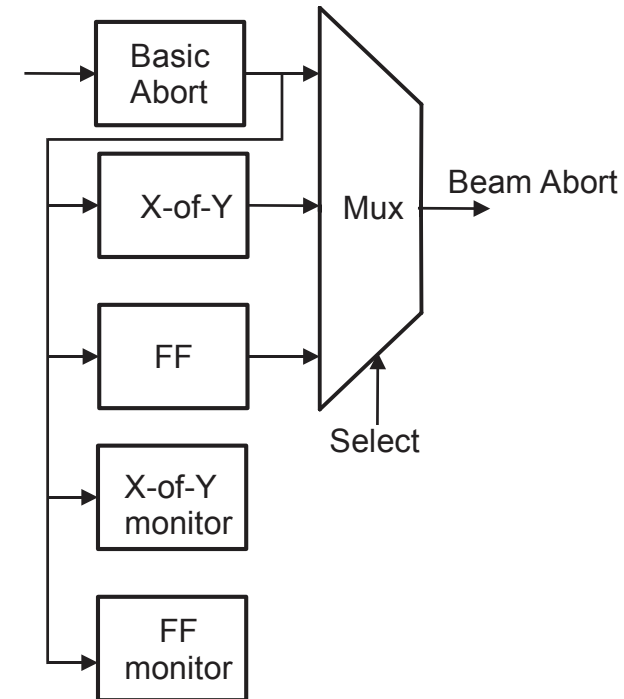 Basic
Abort
X-of-Y
Mux
Beam Abort
FF
Select
X-of-Y
monitor
FF
monitor